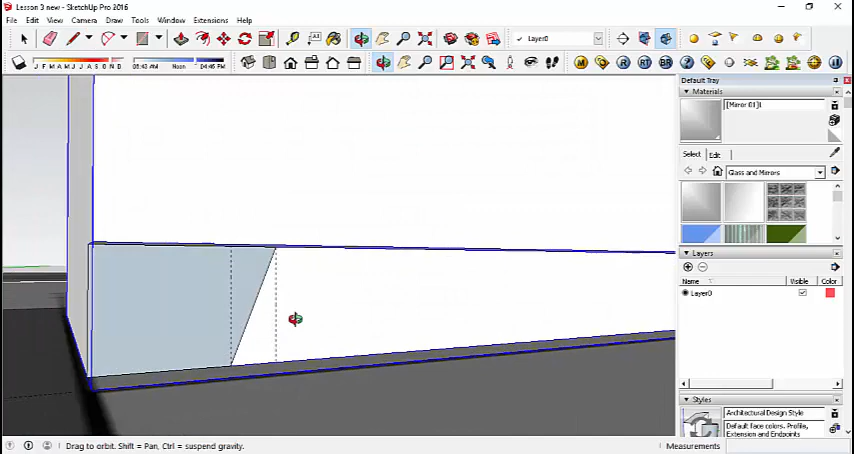 Lesson 3 new - SketchUp Pro 2016
File Edit View Camera Draw Tools Window Extensions Help
Layer0
J F M A M J J A S O N D 06:43 AM Noon 04:46 PM
Default Tray
Materials
[Mirror 01]1
Select Edit
Glass and Mirrors
Layers
Name Visible Color
Layer0
Styles
Architectural Design Style
Default face colors. Profile, Extension and Endpoints
Drag to orbit. Shift = Pan, Ctrl = suspend gravity.
Measurements